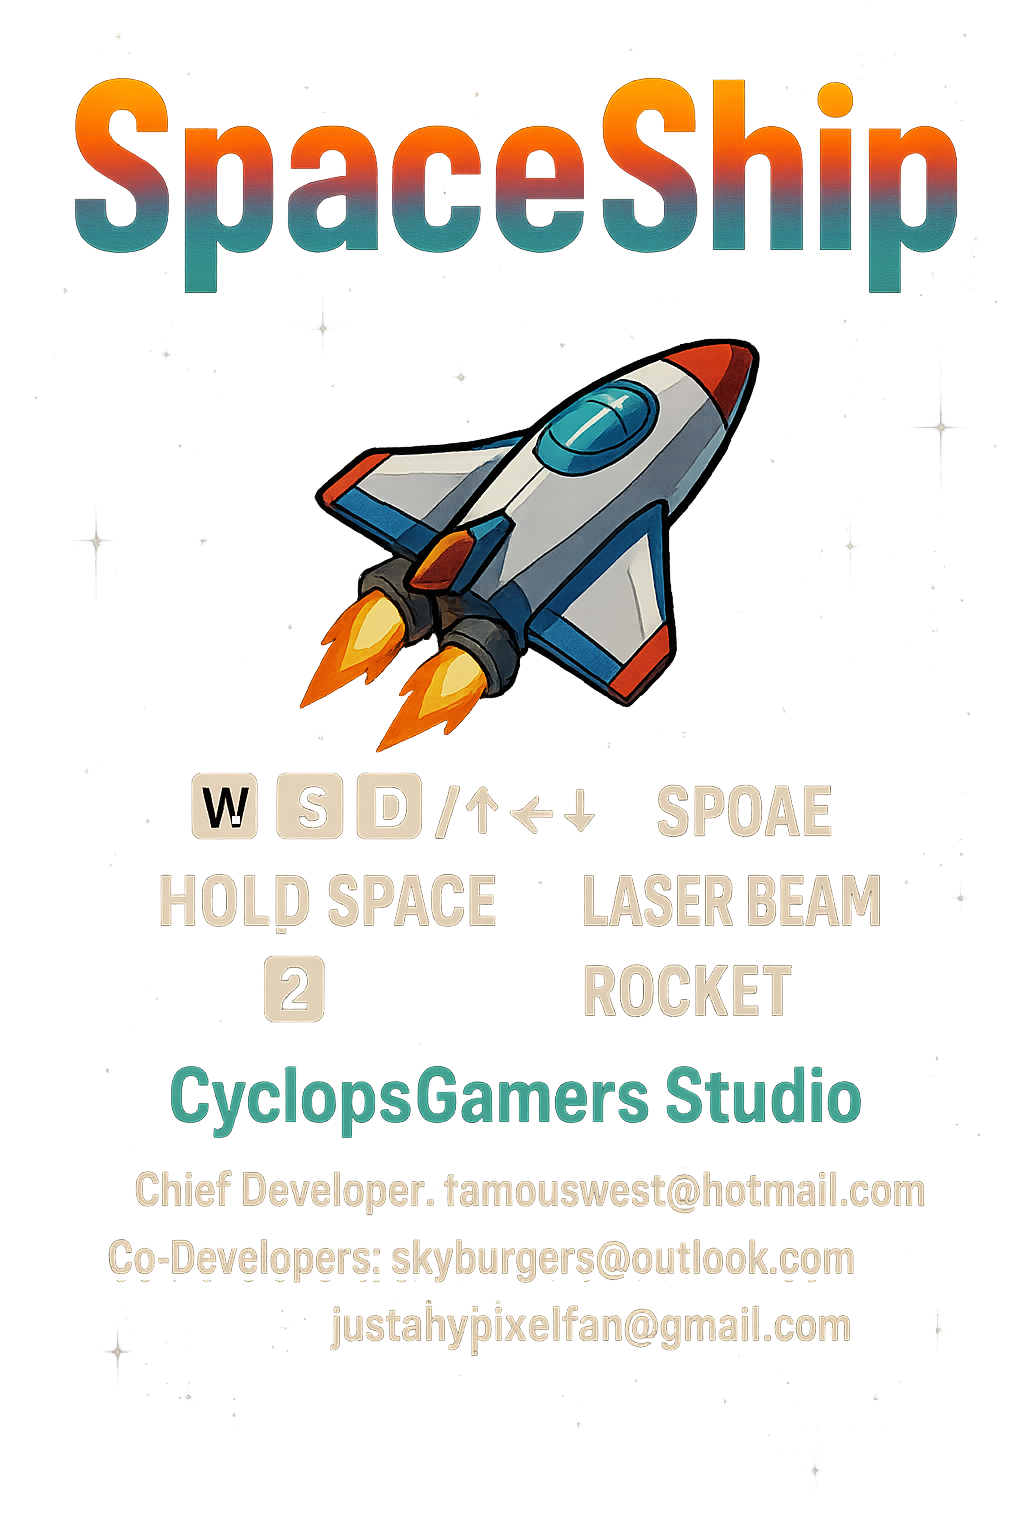 SpaceShip
W S D /↑←↓ SPOAE
HOLD SPACE LASER BEAM
2 ROCKET
CyclopsGamers Studio
Chief Developer. famouswest@hotmail.com
Co-Developers: skyburgers@outlook.com
justahypixelfan@gmail.com